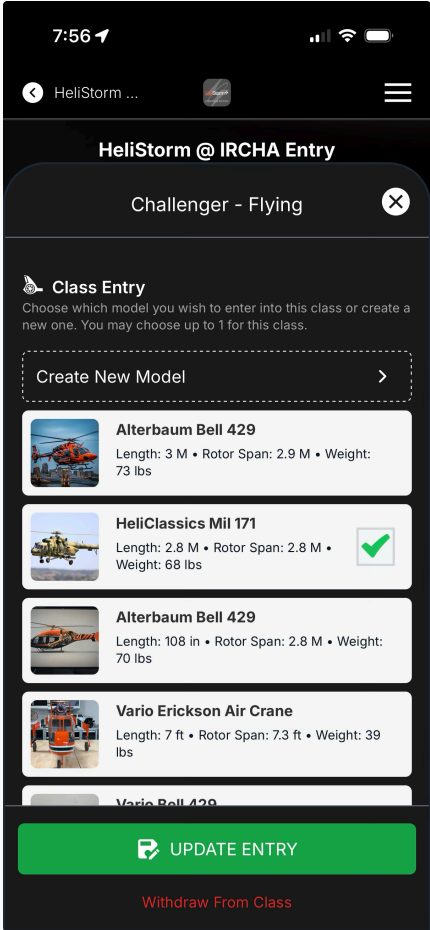 7:56
HeliStorm ...
HeliStorm @ IRCHA Entry
Challenger - Flying
Class Entry
Choose which model you wish to enter into this class or create a
new one. You may choose up to 1 for this class.
Create New Model
Alterbaum Bell 429
Length: 3 M • Rotor Span: 2.9 M • Weight:
73 lbs
HeliClassics Mil 171
Length: 2.8 M • Rotor Span: 2.8 M •
Weight: 68 lbs
Alterbaum Bell 429
Length: 108 in • Rotor Span: 2.8 M • Weight:
70 lbs
Vario Erickson Air Crane
Length: 7 ft • Rotor Span: 7.3 ft • Weight: 39
lbs
Vario Bell 429
UPDATE ENTRY
Withdraw From Class